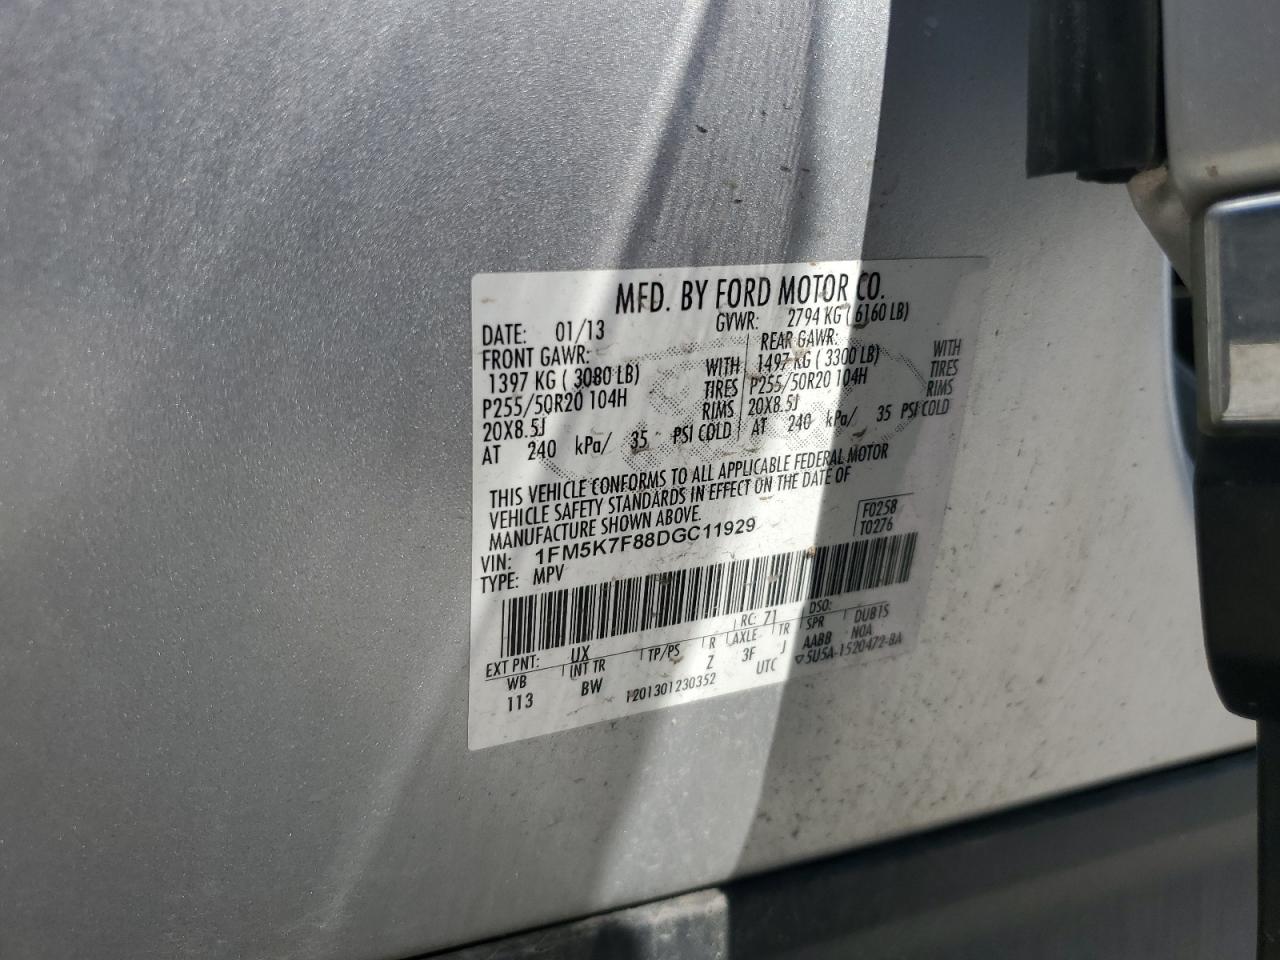 MFD. BY FORD MOTOR CO.
DATE: 01/13 GVWR: 2794 KG ( 6160 LB)
FRONT GAWR: REAR GAWR:
1397 KG ( 3080 LB) WITH 1497 KG ( 3300 LB) WITH
P255/50R20 104H TIRES P255/50R20 104H TIRES
20X8.5J RIMS 20X8.5J RIMS
AT 240 kPa/ 35 PSI COLD AT 240 kPa/ 35 PSI COLD
THIS VEHICLE CONFORMS TO ALL APPLICABLE FEDERAL MOTOR
VEHICLE SAFETY STANDARDS IN EFFECT ON THE DATE OF
MANUFACTURE SHOWN ABOVE.
F0258
T0276
VIN: 1FM5K7F88DGC11929
TYPE: MPV
EXT PNT: UX RC: 71 DSO:
WB INT TR TP/PS R AXLE TR SPR DUB1S
113 BW Z 3F J AABB NOA
1201301230352 UTC ▽5U5A-1520472-BA